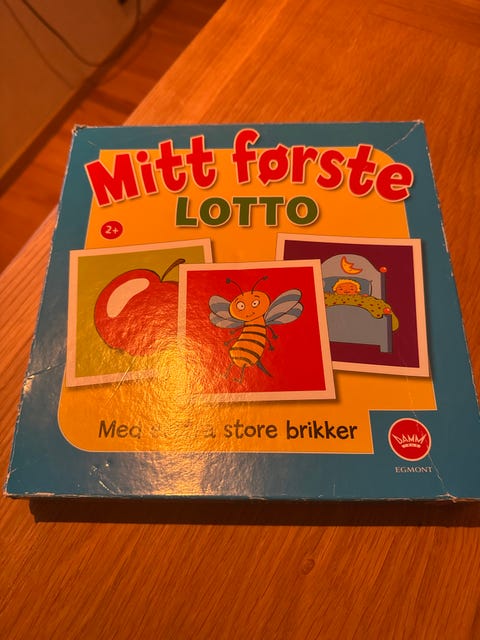 Mitt første
LOTTO
2+
Med store brikker
DAMM
EGMONT